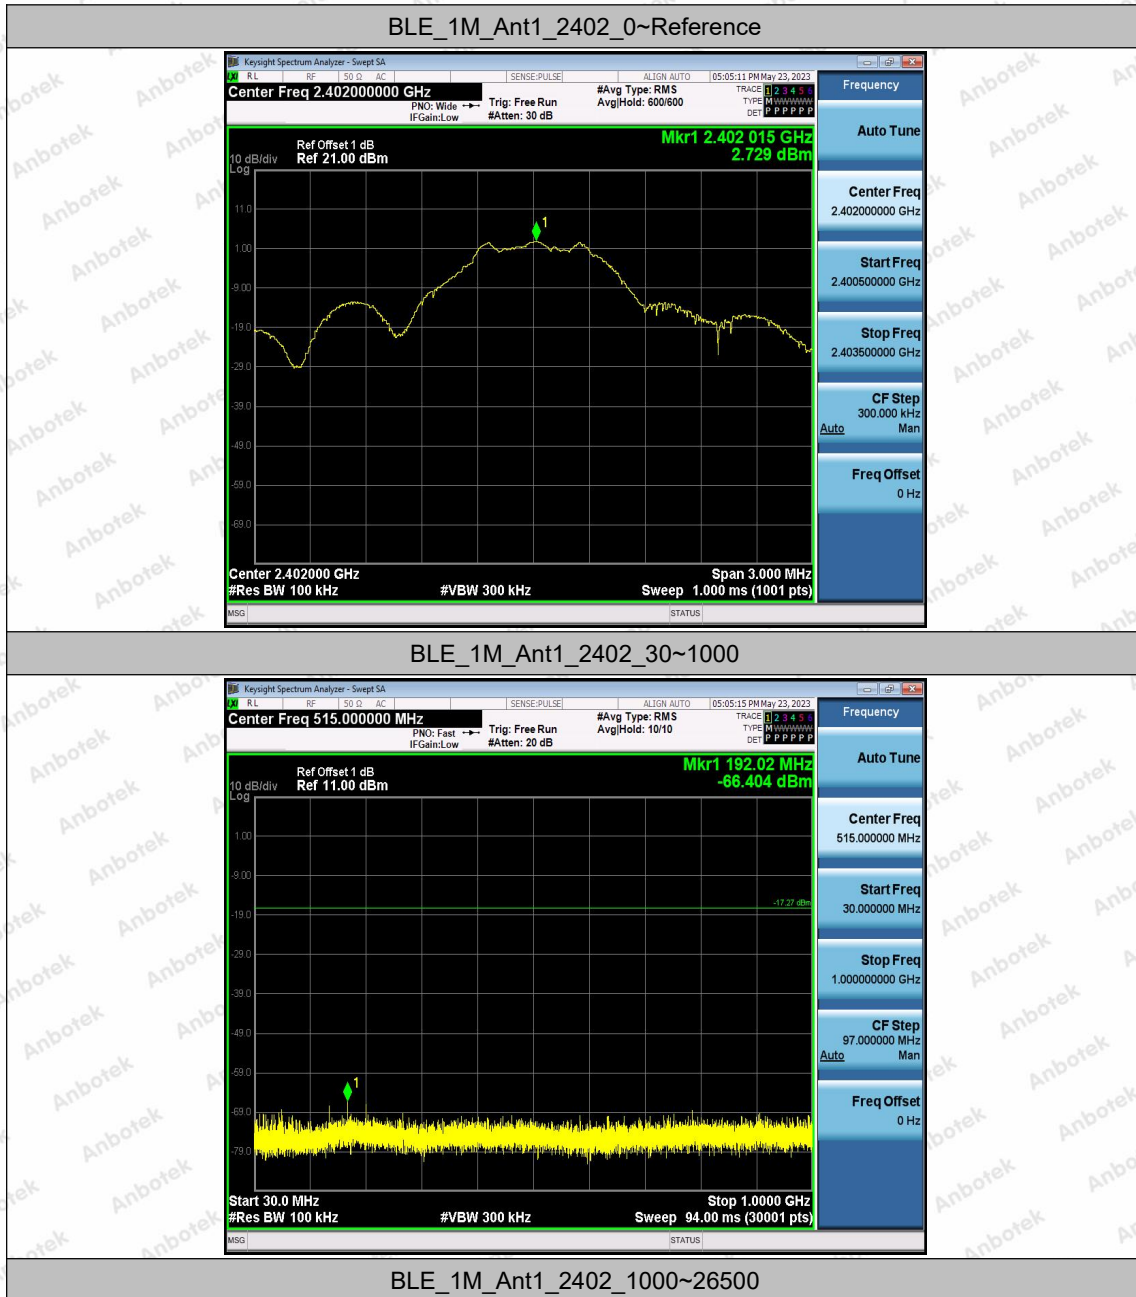 BLE_1M_Ant1_2402_0~Reference
Keysight Spectrum Analyzer - Swept SA
RL RF 50 Ω AC SENSE:PULSE ALIGN AUTO 05:05:11 PM May 23, 2023
Center Freq 2.402000000 GHz
PNO: Wide
IFGain:Low
Trig: Free Run
#Atten: 30 dB
#Avg Type: RMS
Avg|Hold: 600/600
TRACE 1 2 3 4 5 6
TYPE M WWWWW
DET P P P P P P
Frequency
Auto Tune
Center Freq
2.402000000 GHz
Start Freq
2.400500000 GHz
Stop Freq
2.403500000 GHz
CF Step
300.000 kHz
Auto Man
Freq Offset
0 Hz
Mkr1 2.402 015 GHz
2.729 dBm
Ref Offset 1 dB
10 dB/div Ref 21.00 dBm
Log
11.0
1.00
-9.00
-19.0
-29.0
-39.0
-49.0
-59.0
-69.0
1
Center 2.402000 GHz Span 3.000 MHz
#Res BW 100 kHz #VBW 300 kHz Sweep 1.000 ms (1001 pts)
MSG STATUS
BLE_1M_Ant1_2402_30~1000
Keysight Spectrum Analyzer - Swept SA
RL RF 50 Ω AC SENSE:PULSE ALIGN AUTO 05:05:15 PM May 23, 2023
Center Freq 515.000000 MHz
PNO: Fast
IFGain:Low
Trig: Free Run
#Atten: 20 dB
#Avg Type: RMS
Avg|Hold: 10/10
TRACE 1 2 3 4 5 6
TYPE M WWWWW
DET P P P P P P
Frequency
Auto Tune
Center Freq
515.000000 MHz
Start Freq
30.000000 MHz
Stop Freq
1.000000000 GHz
CF Step
97.000000 MHz
Auto Man
Freq Offset
0 Hz
Mkr1 192.02 MHz
-66.404 dBm
Ref Offset 1 dB
10 dB/div Ref 11.00 dBm
Log
1.00
-9.00
-17.27 dBm
-19.0
-29.0
-39.0
-49.0
-59.0
-69.0
-79.0
1
Start 30.0 MHz Stop 1.0000 GHz
#Res BW 100 kHz #VBW 300 kHz Sweep 94.00 ms (30001 pts)
MSG STATUS
BLE_1M_Ant1_2402_1000~26500
Anbotek